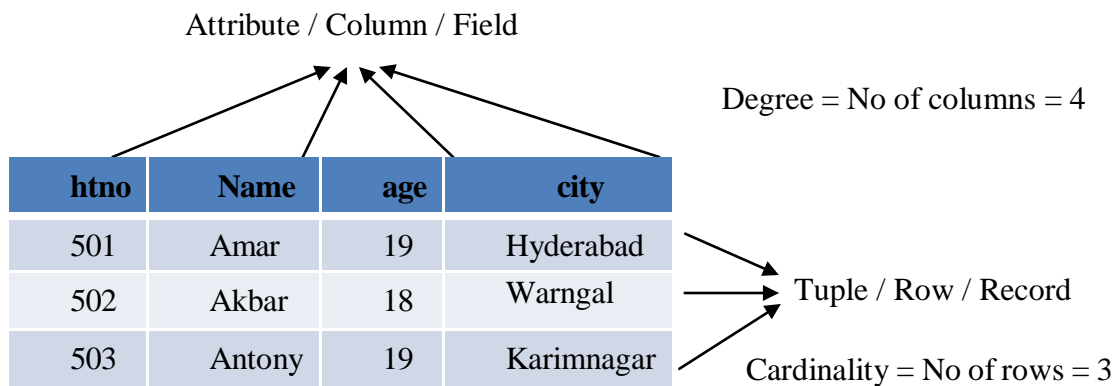 Attribute / Column / Field
Degree = No of columns = 4
htno Name age city
501 Amar 19 Hyderabad
502 Akbar 18 Warngal
503 Antony 19 Karimnagar
Tuple / Row / Record
Cardinality = No of rows = 3